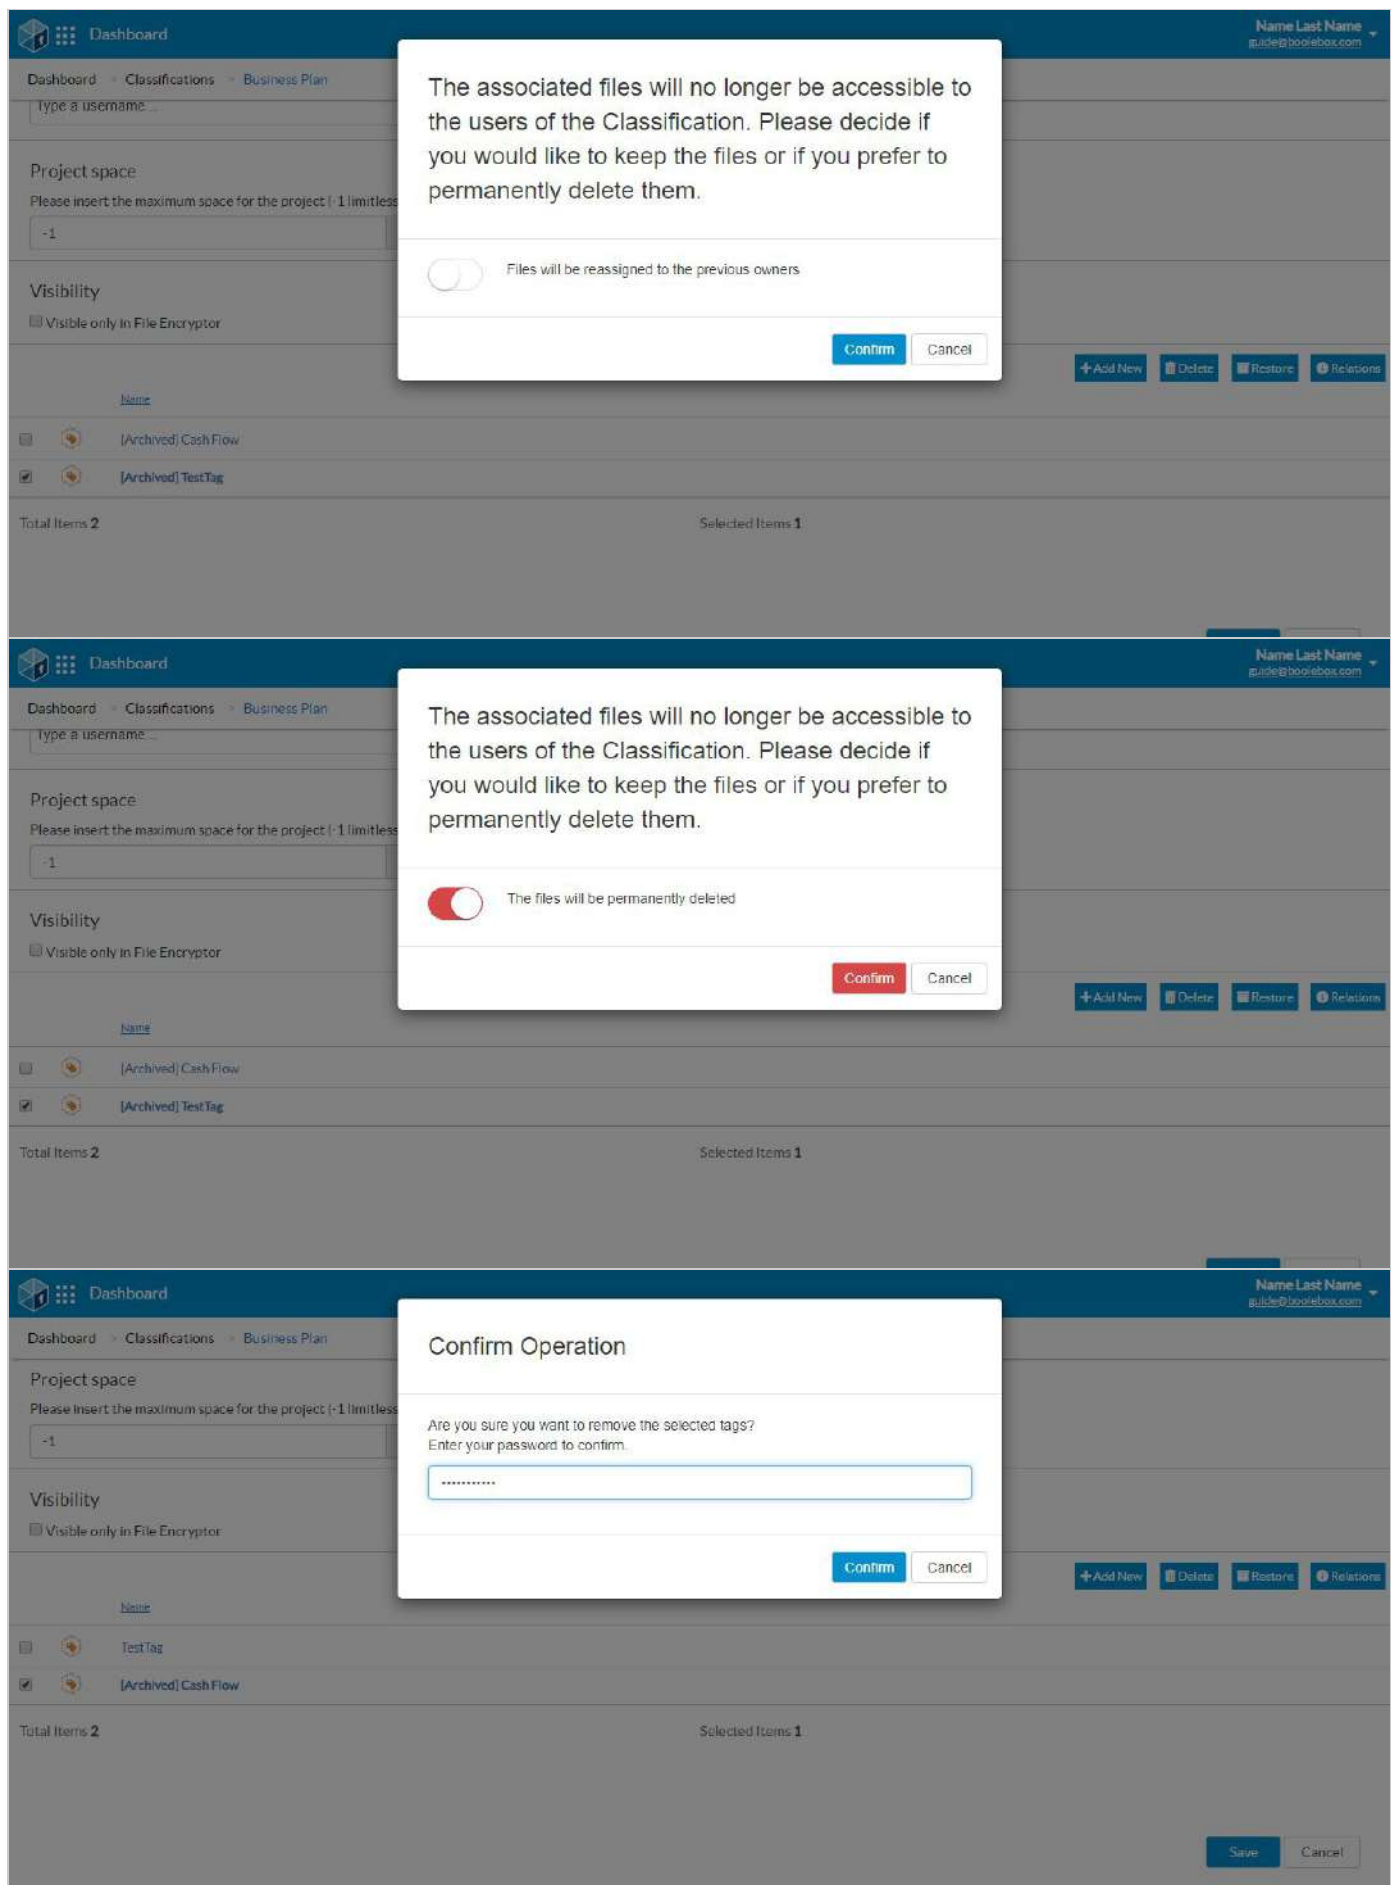 Dashboard
Name Last Name
guide@boolebox.com
Dashboard Classifications Business Plan
Type a username...
The associated files will no longer be accessible to
the users of the Classification. Please decide if
you would like to keep the files or if you prefer to
permanently delete them.
Project space
Please insert the maximum space for the project (-1 limitless
-1
Files will be reassigned to the previous owners
Visibility
Visible only in File Encryptor
Confirm Cancel
Add New Delete Restore Relations
Name
[Archived] Cash Flow
[Archived] TestTag
Total Items 2 Selected Items 1
Dashboard
Name Last Name
guide@boolebox.com
Dashboard Classifications Business Plan
Type a username...
The associated files will no longer be accessible to
the users of the Classification. Please decide if
you would like to keep the files or if you prefer to
permanently delete them.
Project space
Please insert the maximum space for the project (-1 limitless
-1
The files will be permanently deleted
Visibility
Visible only in File Encryptor
Confirm Cancel
Add New Delete Restore Relations
Name
[Archived] Cash Flow
[Archived] TestTag
Total Items 2 Selected Items 1
Dashboard
Name Last Name
guide@boolebox.com
Dashboard Classifications Business Plan
Confirm Operation
Project space
Please insert the maximum space for the project (-1 limitless
-1
Are you sure you want to remove the selected tags?
Enter your password to confirm.
Visibility
Visible only in File Encryptor
Confirm Cancel
Add New Delete Restore Relations
Name
TestTag
[Archived] Cash Flow
Total Items 2 Selected Items 1
Save Cancel